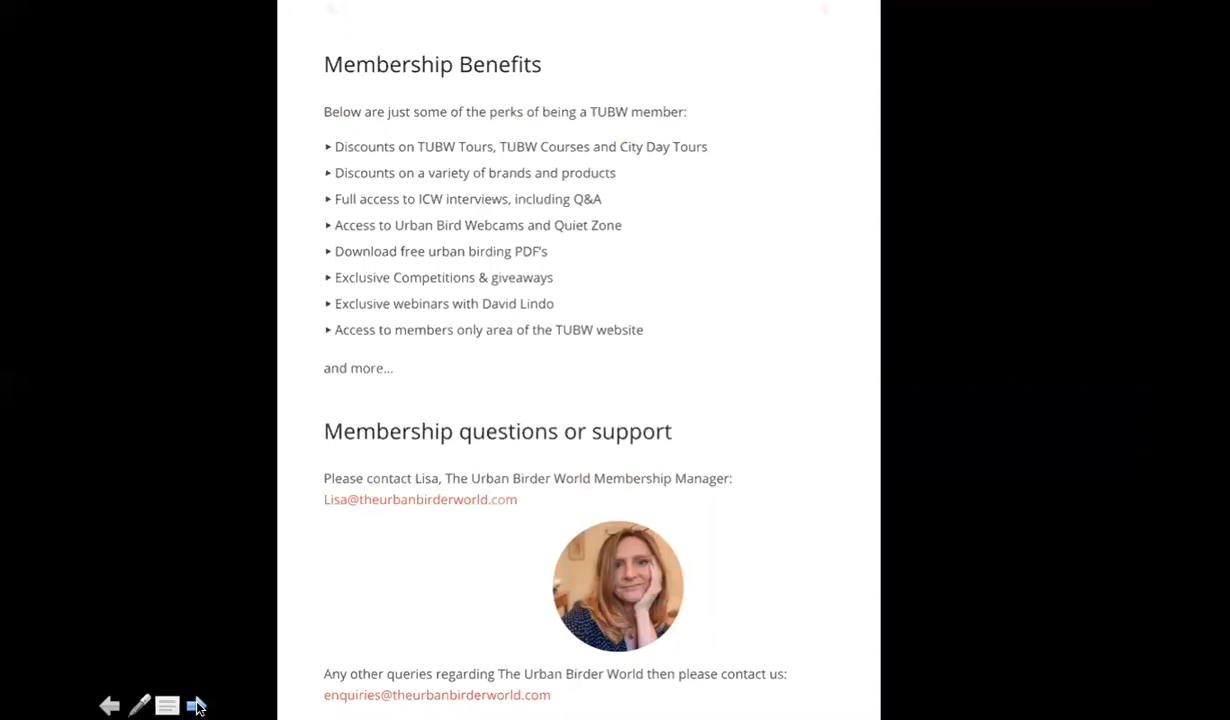 Membership Benefits
Below are just some of the perks of being a TUBW member:
▸ Discounts on TUBW Tours, TUBW Courses and City Day Tours
▸ Discounts on a variety of brands and products
▸ Full access to ICW interviews, including Q&A
▸ Access to Urban Bird Webcams and Quiet Zone
▸ Download free urban birding PDF's
▸ Exclusive Competitions & giveaways
▸ Exclusive webinars with David Lindo
▸ Access to members only area of the TUBW website
and more...
Membership questions or support
Please contact Lisa, The Urban Birder World Membership Manager:
Lisa@theurbanbirderworld.com
Any other queries regarding The Urban Birder World then please contact us:
enquiries@theurbanbirderworld.com